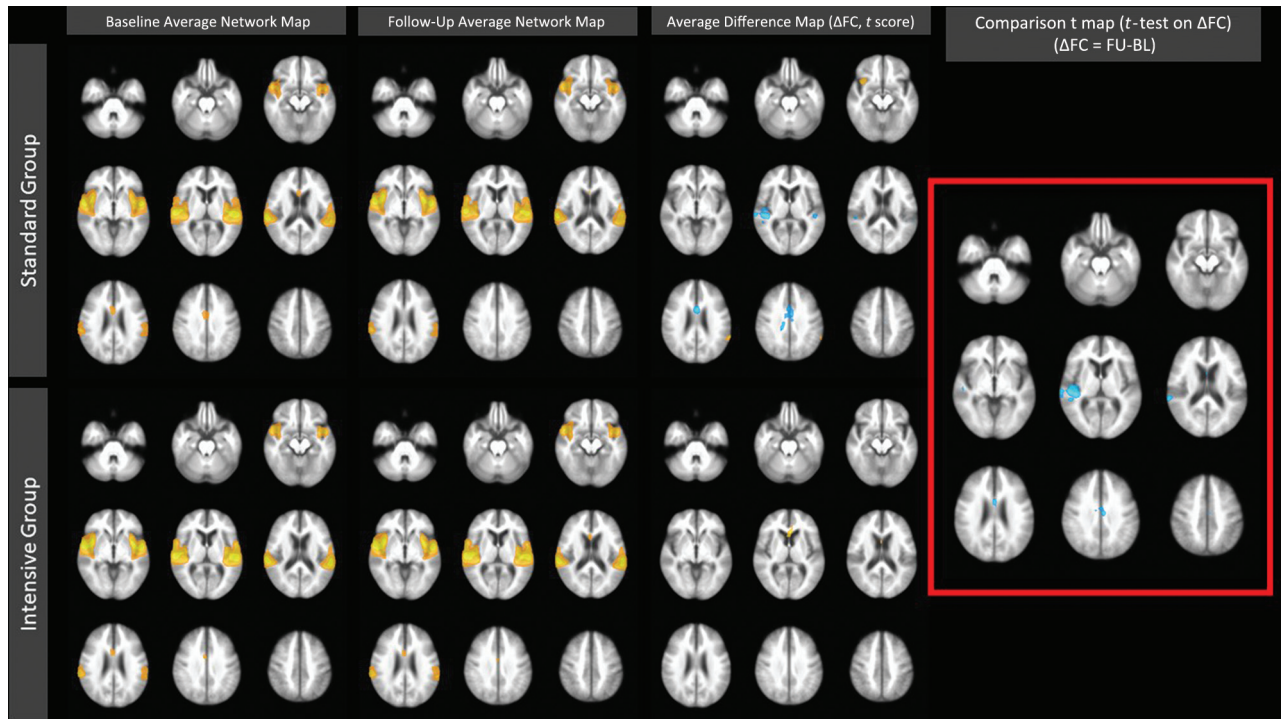 Baseline Average Network Map
Follow-Up Average Network Map
Average Difference Map (ΔFC, t score)
Comparison t map (t-test on ΔFC)
(ΔFC = FU-BL)
Standard Group
Intensive Group